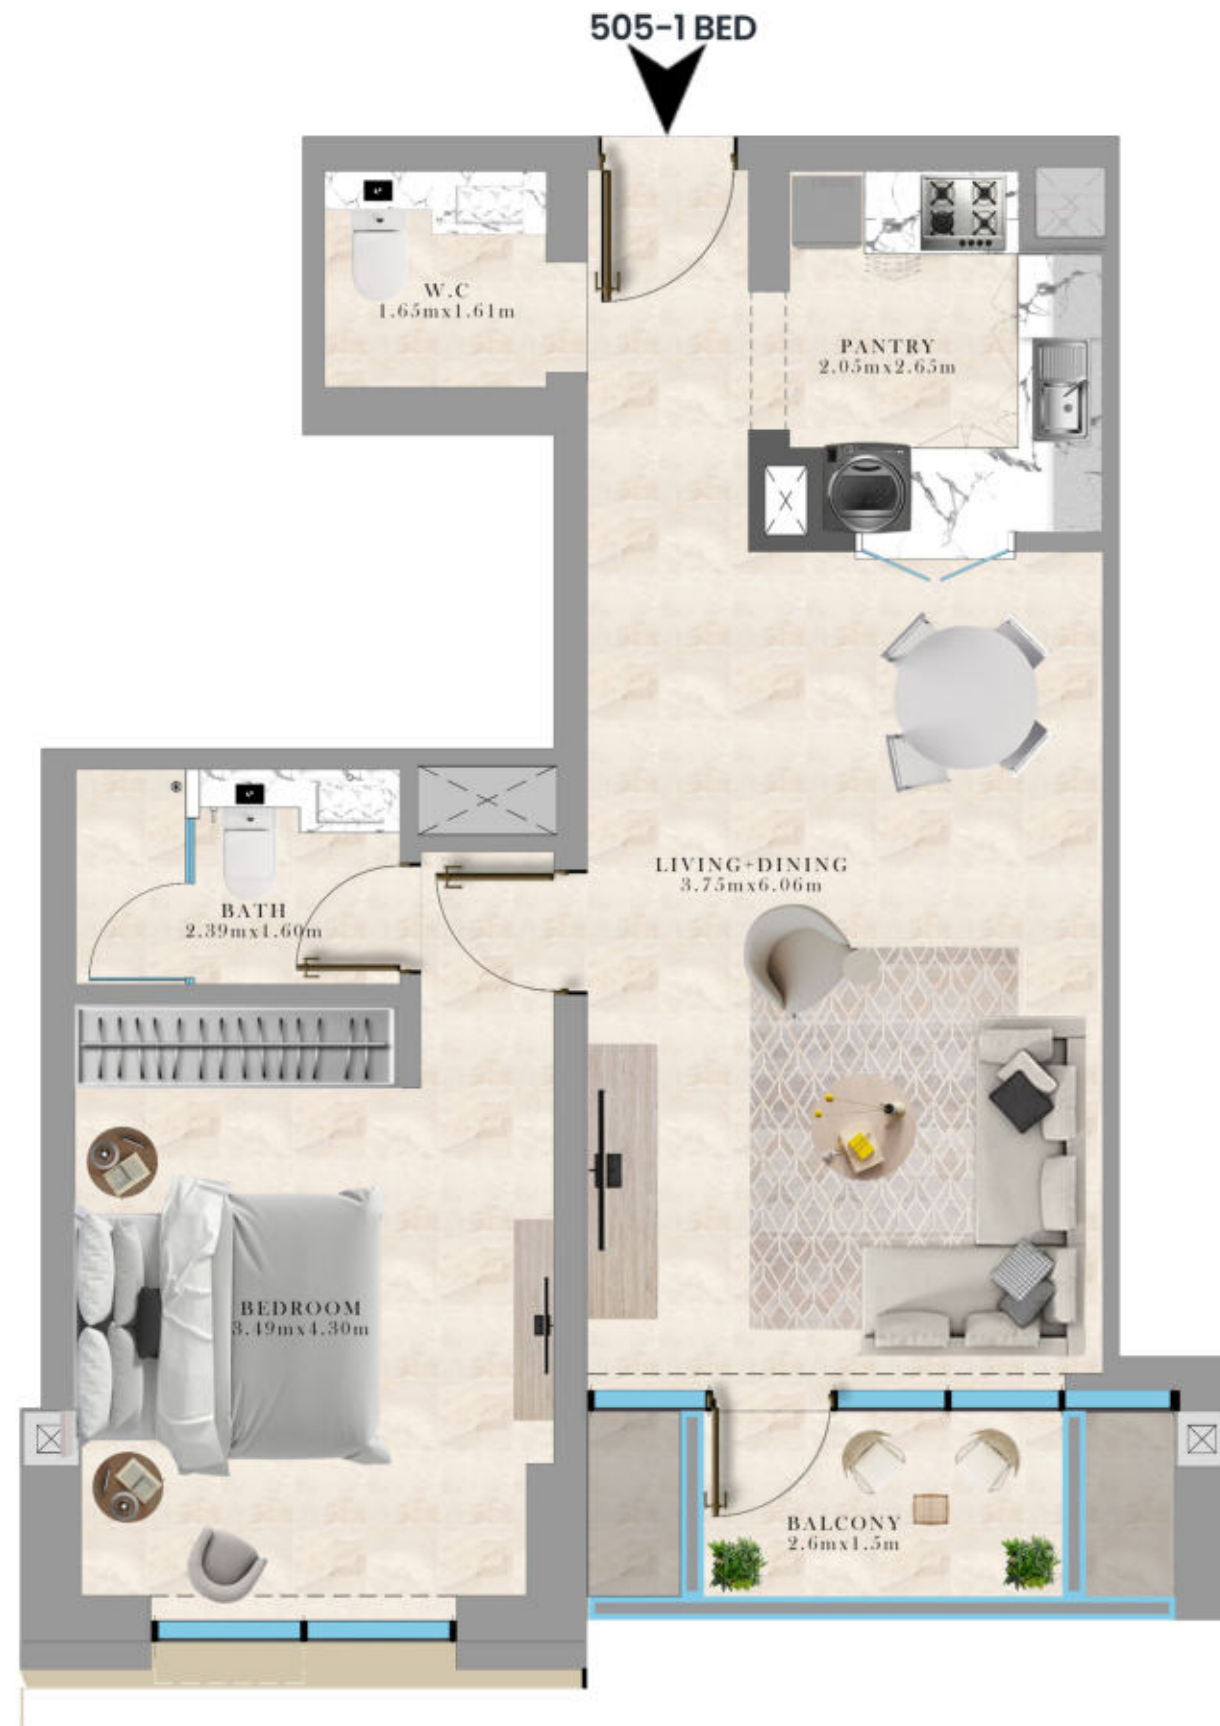 505-1 BED
W.C
1.65mx1.61m
PANTRY
2.05mx2.65m
LIVING+DINING
3.75mx6.06m
BATH
2.39mx1.60m
BEDROOM
3.49mx4.30m
BALCONY
2.6mx1.5m